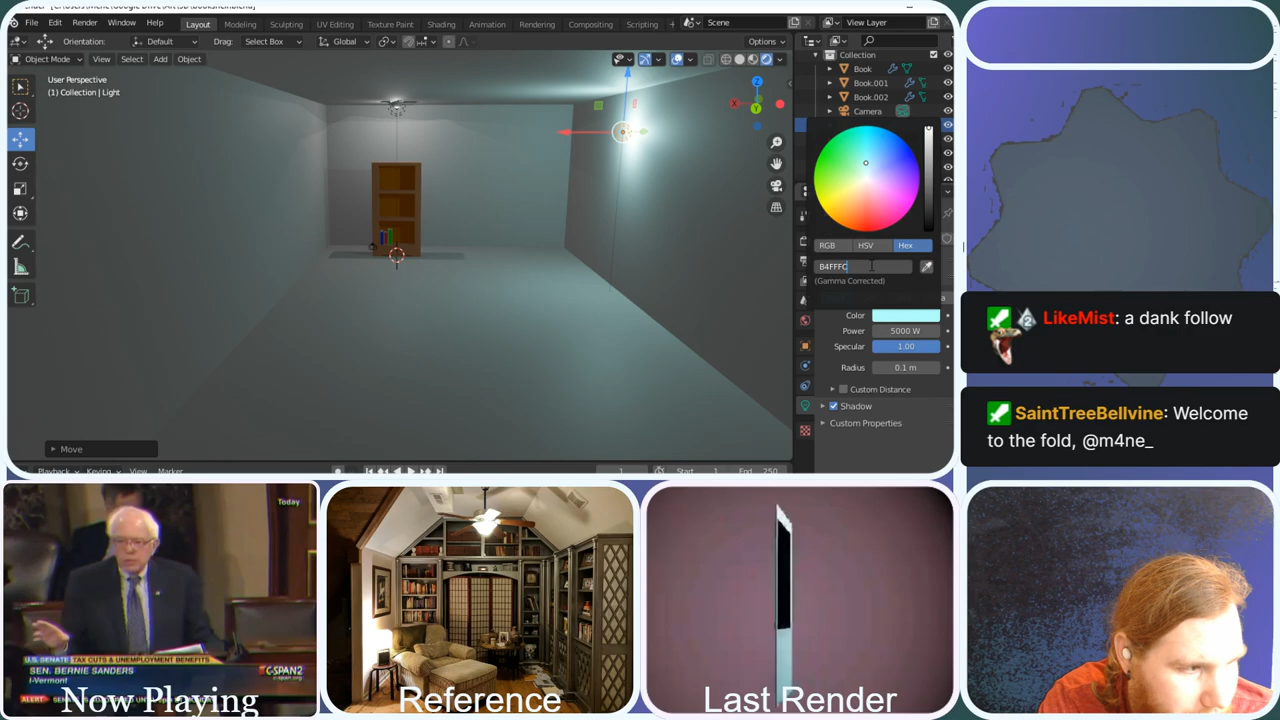 File Edit Render Window Help
Layout Modeling Sculpting UV Editing Texture Paint Shading Animation Rendering Compositing Scripting + Scene View Layer
Orientation: Default Drag: Select Box Global Options
Object Mode View Select Add Object
User Perspective
(1) Collection | Light
Z
X
Y
Collection
Book
Book.001
Book.002
Camera
RGB HSV Hex
B4FFFC
(Gamma Corrected)
Color
Power 5000 W
Specular 1.00
Radius 0.1 m
Custom Distance
Shadow
Custom Properties
Move
Playback Keying View Marker 1 Start 1 End 250
2 LikeMist: a dank follow
SaintTreeBellvine: Welcome
to the fold, @m4ne_
Today
U.S. SENATE TAX CUTS & UNEMPLOYMENT BENEFITS
SEN. BERNIE SANDERS
I-Vermont
C-SPAN2
c-span.org
ALERT
Now Playing
Reference
Last Render